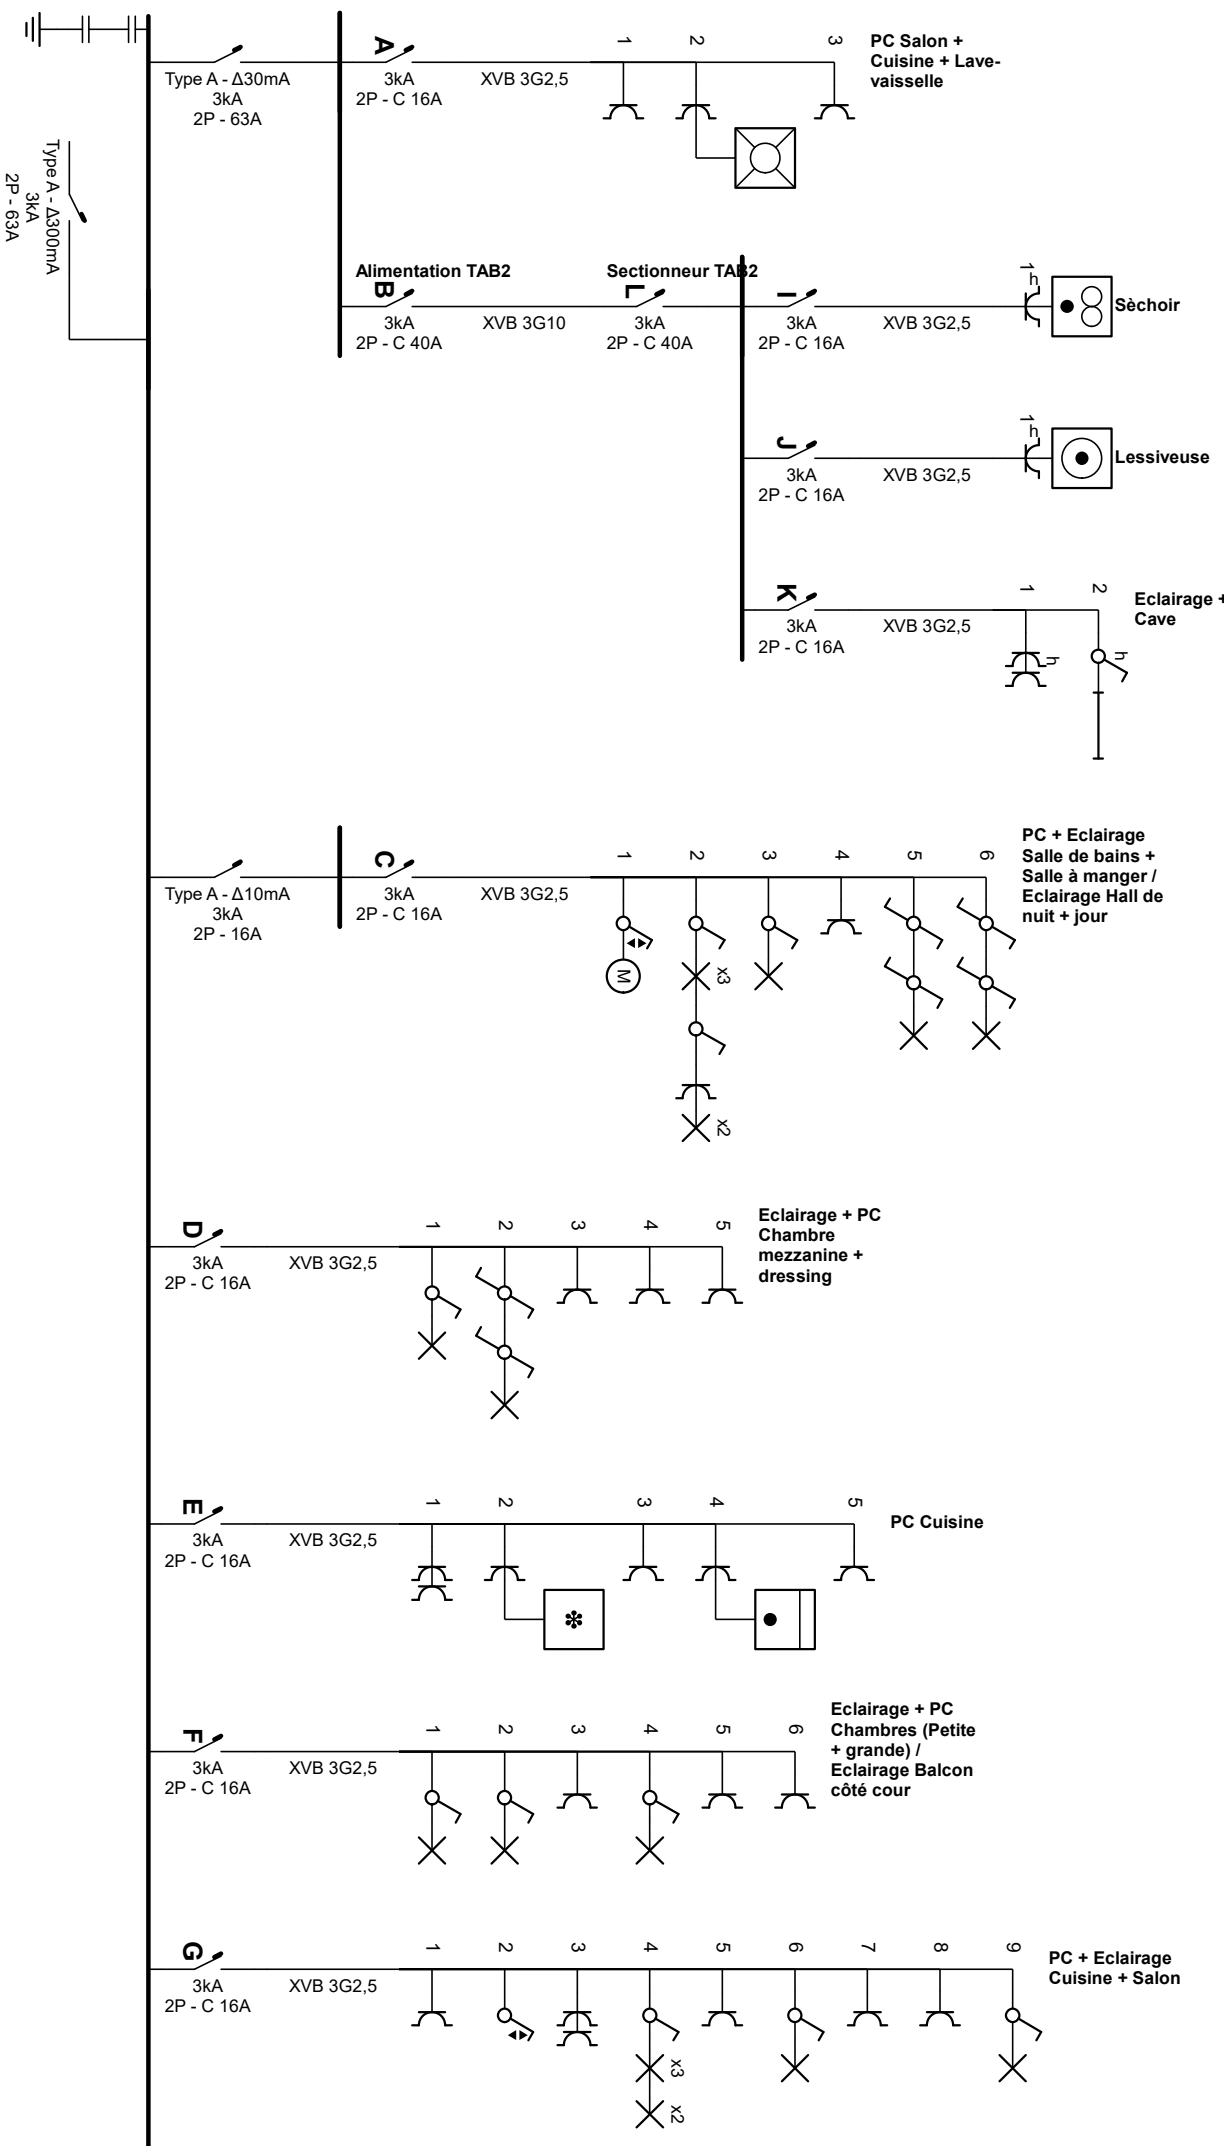 A
Type A - Δ30mA
3kA
2P - 63A
3kA
2P - C 16A
XVB 3G2,5
1
2
3
PC Salon +
Cuisine + Lave-
vaisselle
Type A - Δ300mA
3kA
2P - 63A
Alimentation TAB2
B
3kA
2P - C 40A
XVB 3G10
Sectionneur TAB2
L
3kA
2P - C 40A
I
3kA
2P - C 16A
XVB 3G2,5
1
h
Sèchoir
J
3kA
2P - C 16A
XVB 3G2,5
1
h
Lessiveuse
K
3kA
2P - C 16A
XVB 3G2,5
1
2
h
h
Eclairage +
Cave
Type A - Δ10mA
3kA
2P - 16A
C
3kA
2P - C 16A
XVB 3G2,5
1
2
3
4
5
6
M
x3
x2
PC + Eclairage
Salle de bains +
Salle à manger /
Eclairage Hall de
nuit + jour
D
3kA
2P - C 16A
XVB 3G2,5
1
2
3
4
5
Eclairage + PC
Chambre
mezzanine +
dressing
E
3kA
2P - C 16A
XVB 3G2,5
1
2
3
4
5
PC Cuisine
F
3kA
2P - C 16A
XVB 3G2,5
1
2
3
4
5
6
Eclairage + PC
Chambres (Petite
+ grande) /
Eclairage Balcon
côté cour
G
3kA
2P - C 16A
XVB 3G2,5
1
2
3
4
5
6
7
8
9
x3
x2
PC + Eclairage
Cuisine + Salon